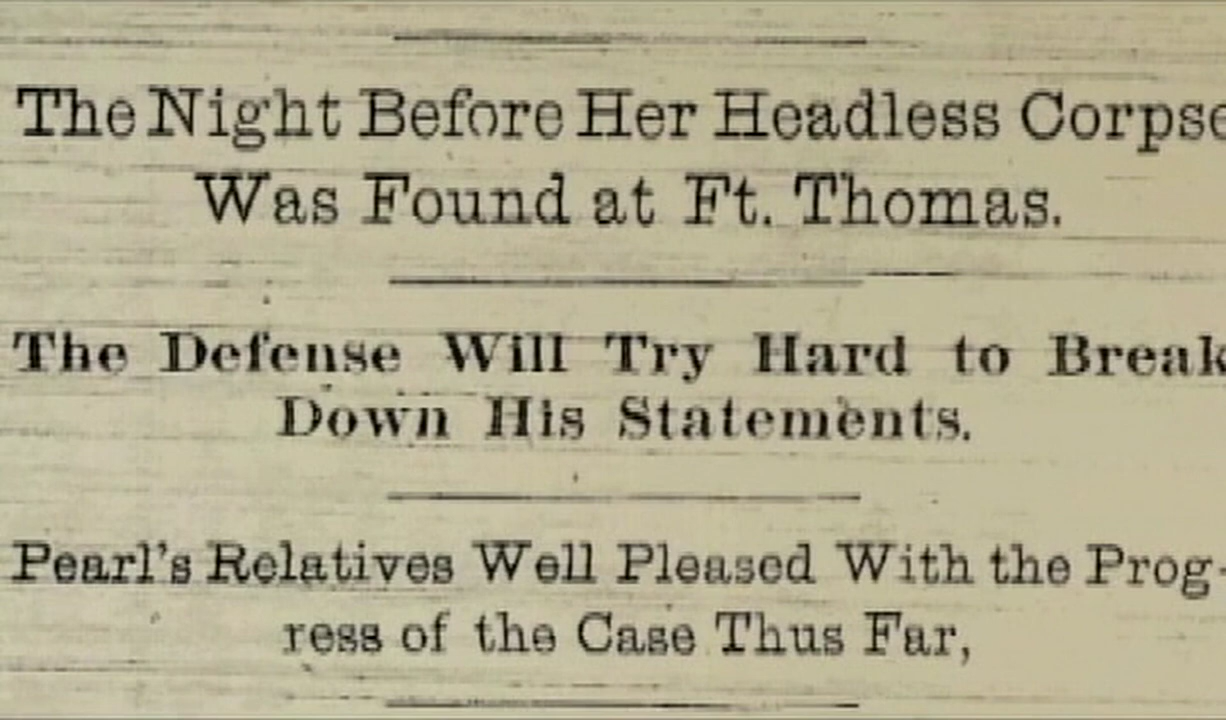 The Night Before Her Headless Corpse
Was Found at Ft. Thomas.
The Defense Will Try Hard to Break
Down His Statements.
Pearl's Relatives Well Pleased With the Prog-
ress of the Case Thus Far,